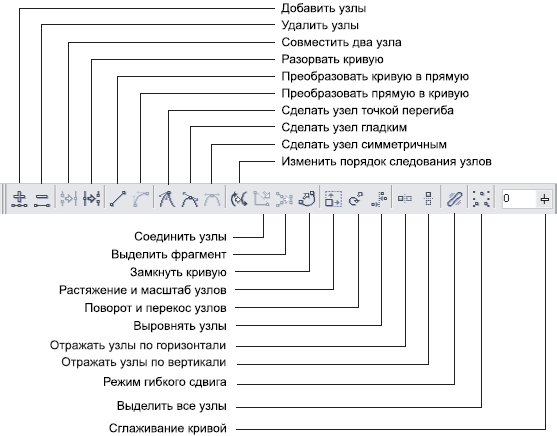 Добавить узлы
Удалить узлы
Совместить два узла
Разорвать кривую
Преобразовать кривую в прямую
Преобразовать прямую в кривую
Сделать узел точкой перегиба
Сделать узел гладким
Сделать узел симметричным
Изменить порядок следования узлов
0
Соединить узлы
Выделить фрагмент
Замкнуть кривую
Растяжение и масштаб узлов
Поворот и перекос узлов
Выровнять узлы
Отражать узлы по горизонтали
Отражать узлы по вертикали
Режим гибкого сдвига
Выделить все узлы
Сглаживание кривой